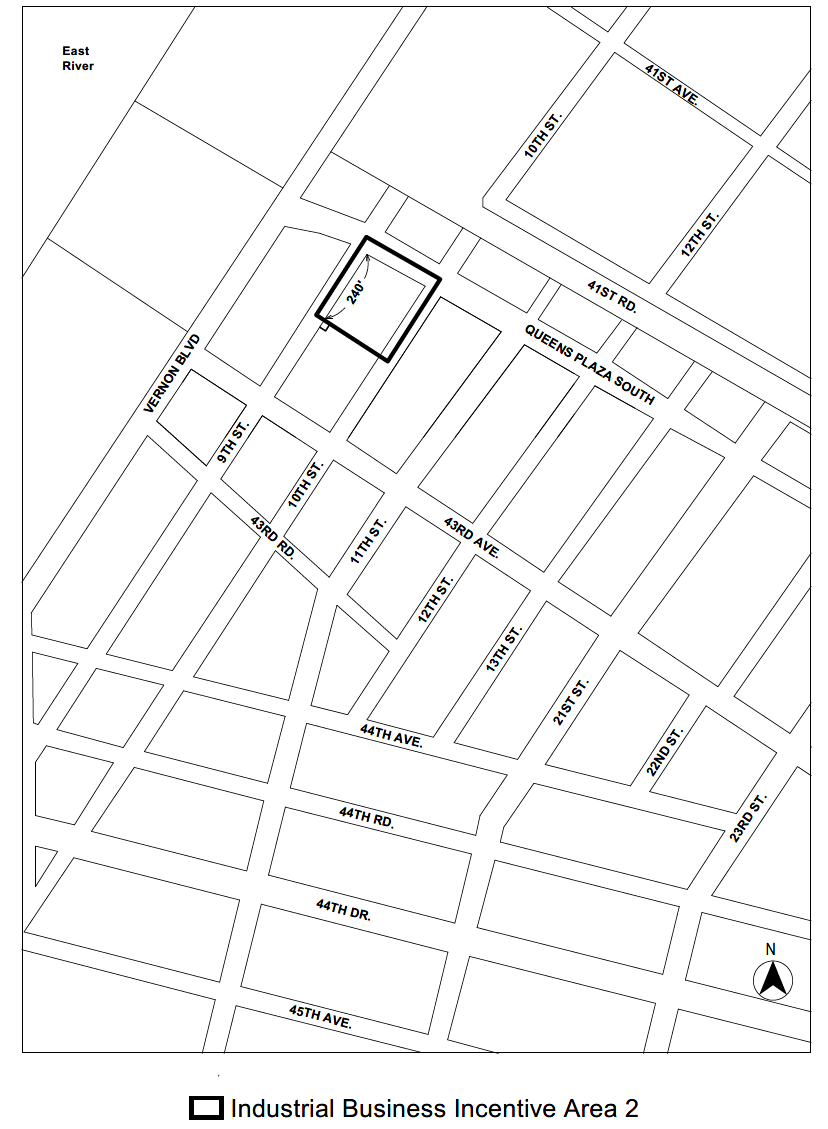 East
River
41ST AVE.
10TH ST.
12TH ST.
240'
41ST RD.
QUEENS PLAZA SOUTH
VERNON BLVD
9TH ST.
10TH ST.
43RD RD.
11TH ST.
43RD AVE.
12TH ST.
13TH ST.
21ST ST.
22ND ST.
23RD ST.
44TH AVE.
44TH RD.
44TH DR.
45TH AVE.
N
Industrial Business Incentive Area 2